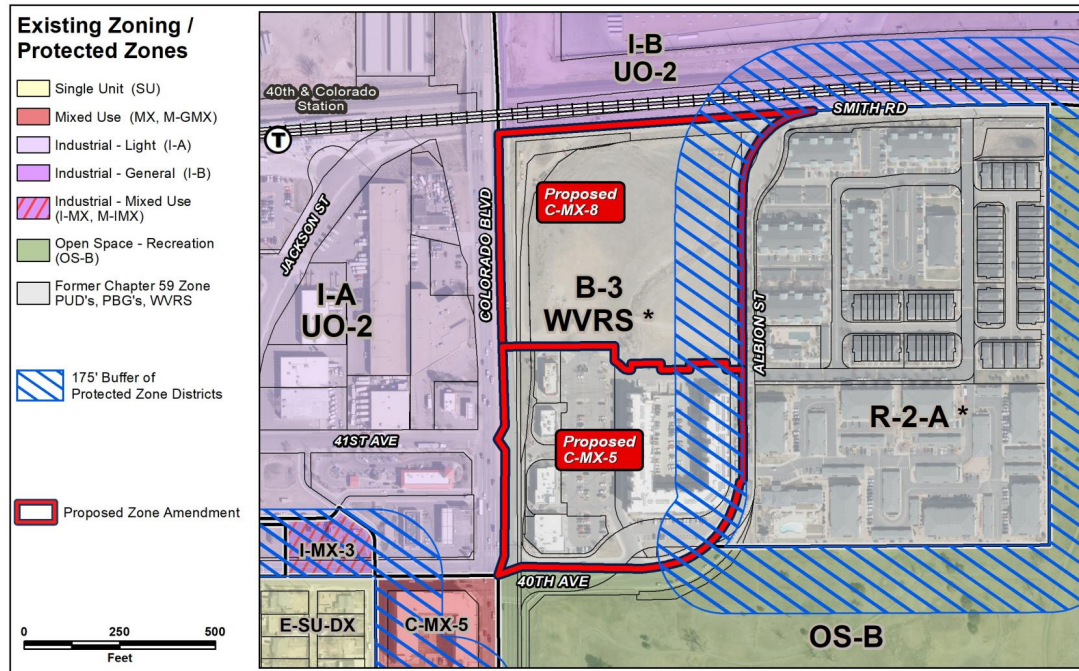 Existing Zoning /
Protected Zones
Single Unit (SU)
Mixed Use (MX, M-GMX)
Industrial - Light (I-A)
Industrial - General (I-B)
Industrial - Mixed Use
(I-MX, M-IMX)
Open Space - Recreation
(OS-B)
Former Chapter 59 Zone
PUD's, PBG's, WVRS
175' Buffer of
Protected Zone Districts
Proposed Zone Amendment
0 250 500
Feet
I-B
UO-2
40th & Colorado
Station
T
SMITH RD
JACKSON ST
COLORADO BLVD
Proposed
C-MX-8
I-A
UO-2
B-3
WVRS *
ALBION ST
R-2-A *
41ST AVE
Proposed
C-MX-5
I-MX-3
40TH AVE
E-SU-DX
C-MX-5
OS-B